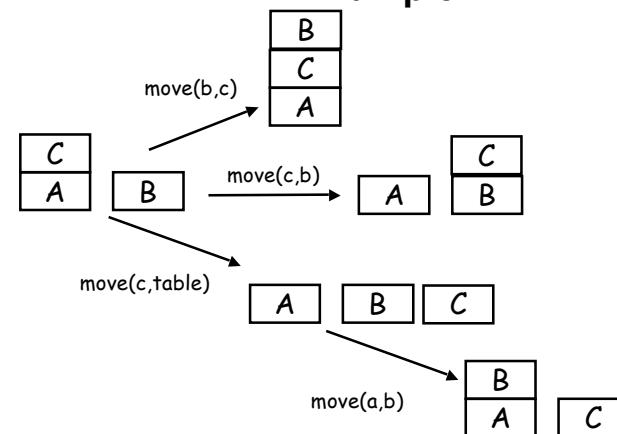 B
C
A
move(b,c)
C
A B
move(c,b)
C
A B
move(c,table)
A B C
move(a,b)
B
A C